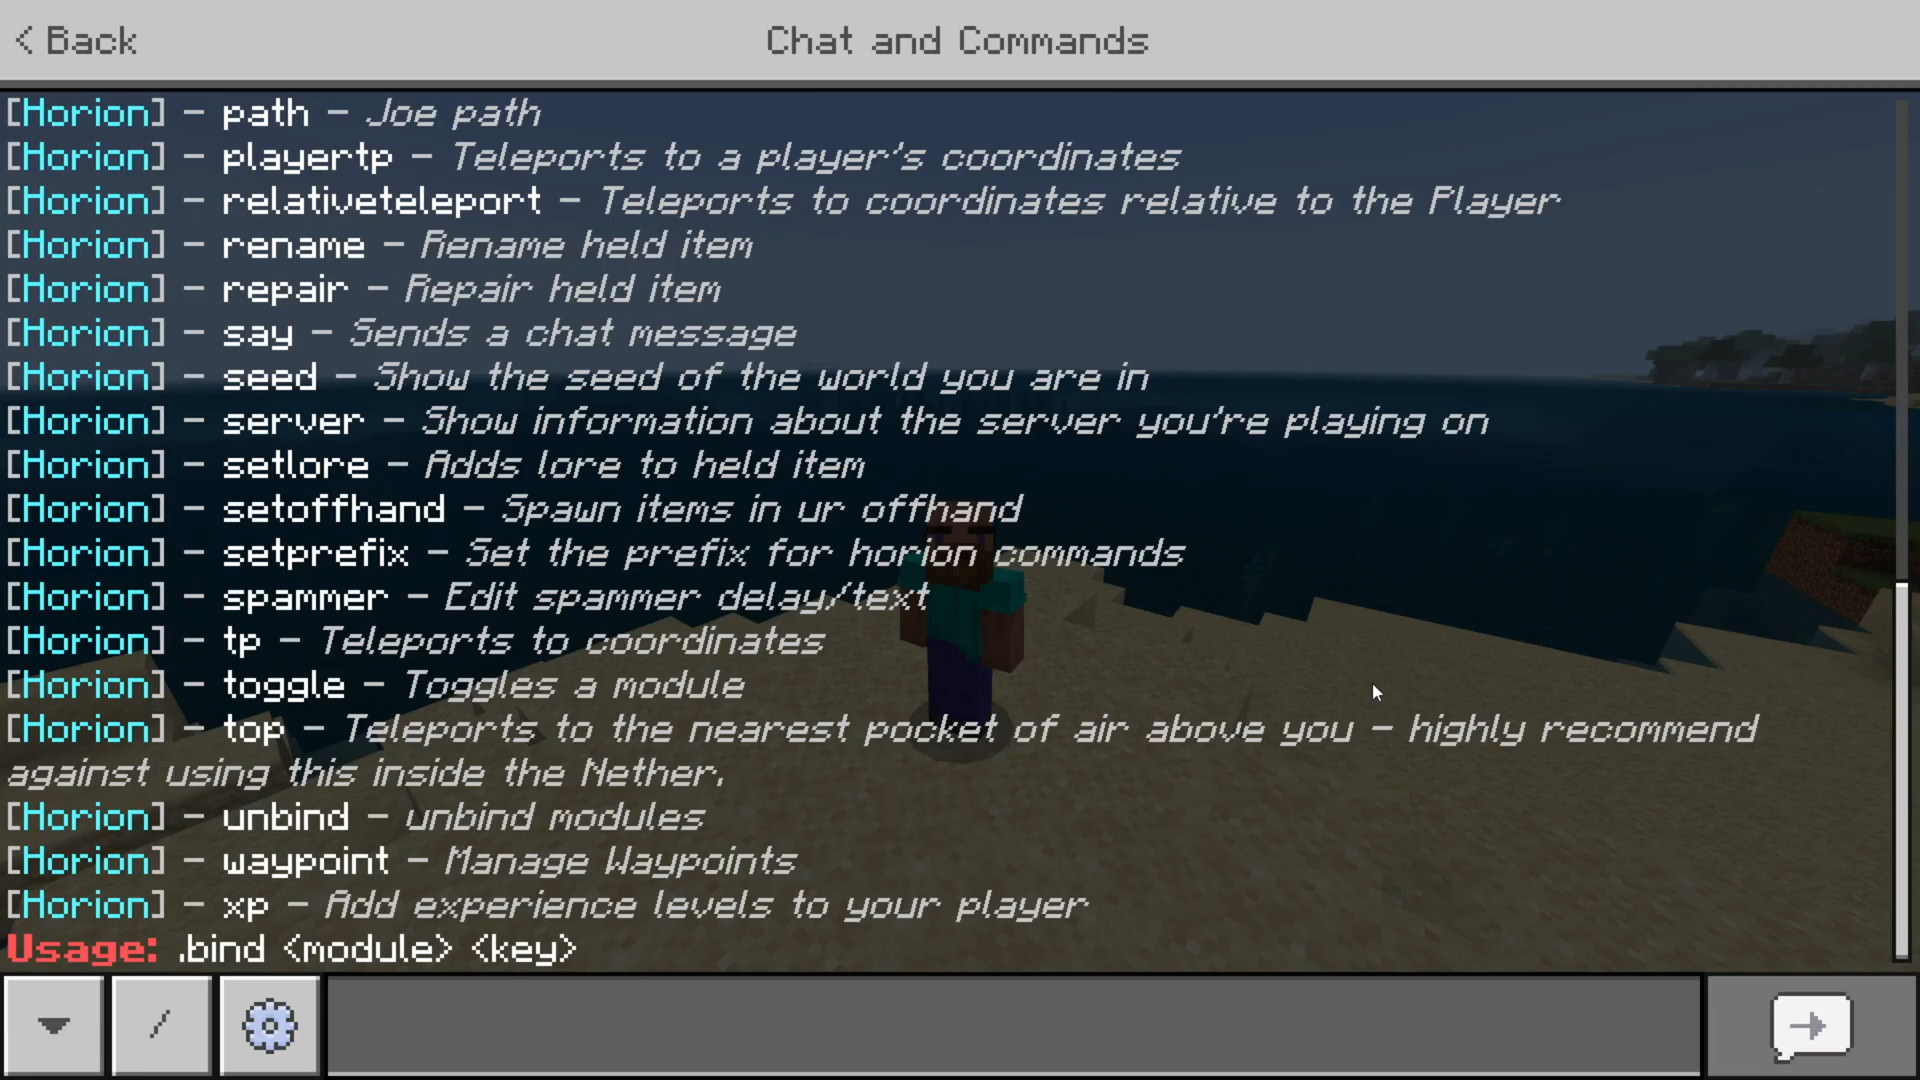 < Back
Chat and Commands
[Horion] - path - Joe path
[Horion] - playertp - Teleports to a player's coordinates
[Horion] - relativeteleport - Teleports to coordinates relative to the Player
[Horion] - rename - Rename held item
[Horion] - repair - Repair held item
[Horion] - say - Sends a chat message
[Horion] - seed - Show the seed of the world you are in
[Horion] - server - Show information about the server you're playing on
[Horion] - setlore - Adds lore to held item
[Horion] - setoffhand - Spawn items in ur offhand
[Horion] - setprefix - Set the prefix for horion commands
[Horion] - spammer - Edit spammer delay/text
[Horion] - tp - Teleports to coordinates
[Horion] - toggle - Toggles a module
[Horion] - top - Teleports to the nearest pocket of air above you - highly recommend
against using this inside the Nether.
[Horion] - unbind - unbind modules
[Horion] - waypoint - Manage Waypoints
[Horion] - xp - Add experience levels to your player
Usage: .bind <module> <key>
/